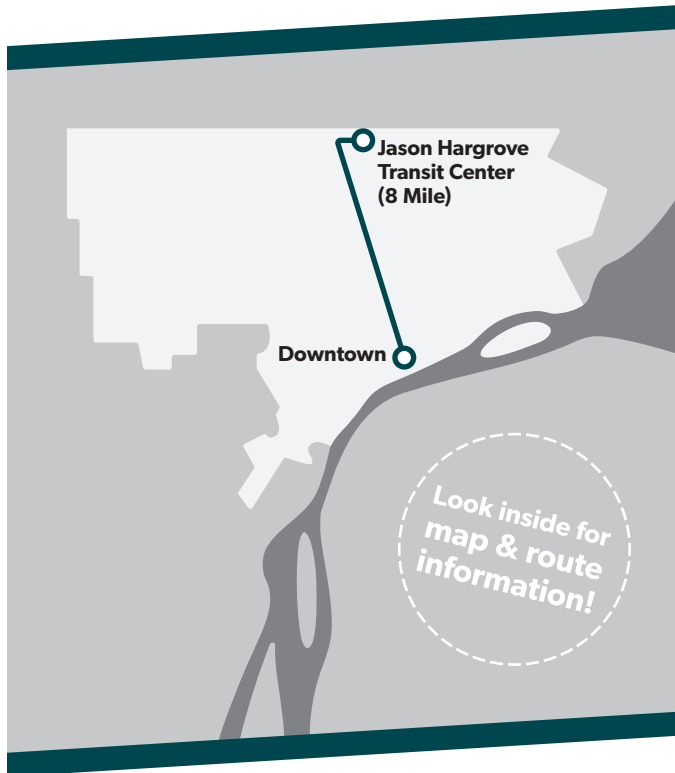 Jason Hargrove
Transit Center
(8 Mile)
Downtown
Look inside for
map & route
information!